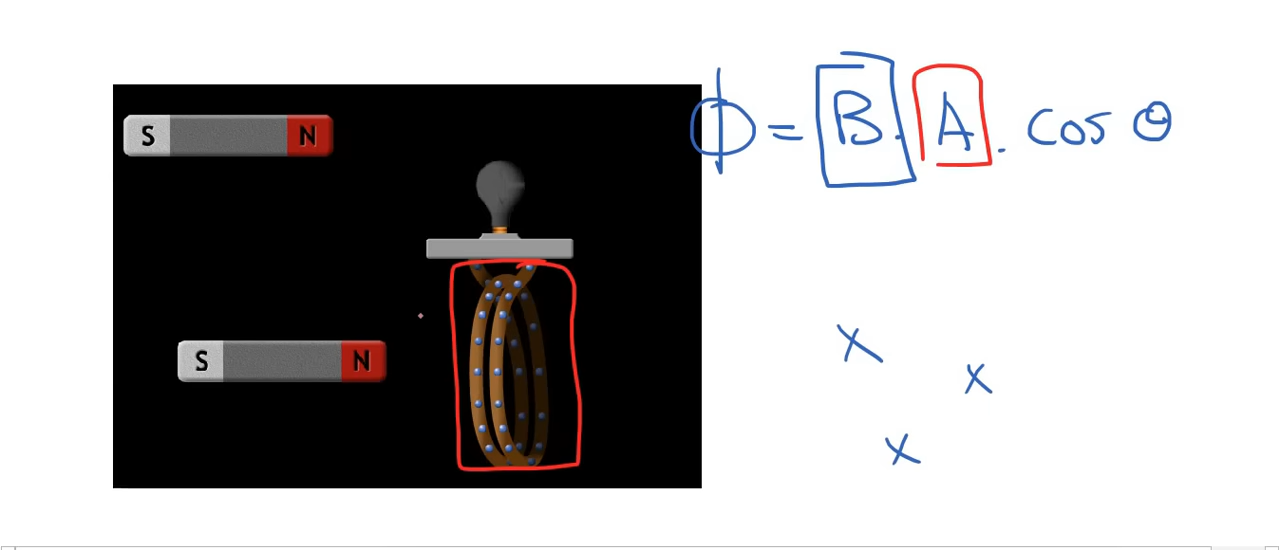 S N
ϕ = B . A . cos θ
S N
x
x
x